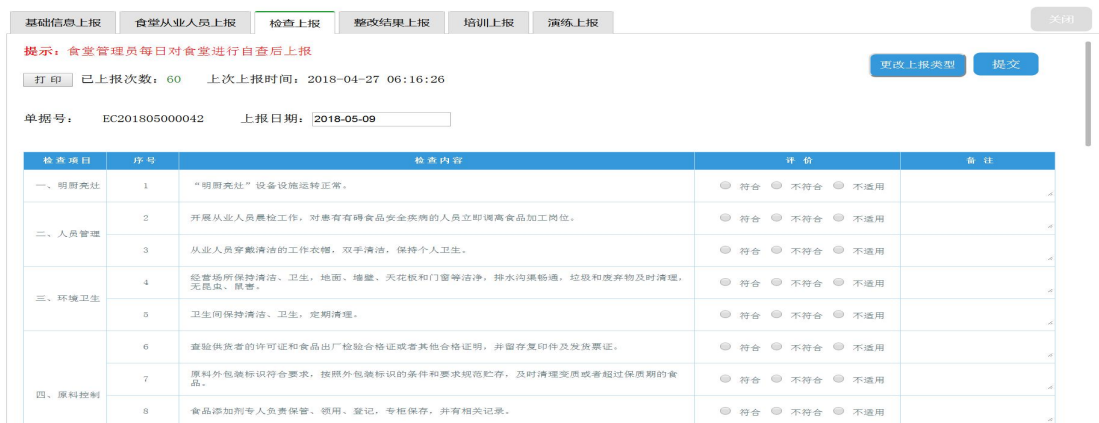 基础信息上报 食堂从业人员上报 检查上报 整改结果上报 培训上报 演练上报 关闭
提示：食堂管理员每日对食堂进行自查后上报
更改上报类型 提交
打 印 已上报次数：60 上次上报时间：2018-04-27 06:16:26
单据号： EC201805000042 上报日期：2018-05-09
检查项目 序号 检查内容 评 价 备 注
一、明厨亮灶 1 “明厨亮灶”设备设施运转正常。 符合 不符合 不适用
二、人员管理
2 开展从业人员晨检工作，对患有有碍食品安全疾病的人员立即调离食品加工岗位。 符合 不符合 不适用
3 从业人员穿戴清洁的工作衣帽，双手清洁，保持个人卫生。 符合 不符合 不适用
三、环境卫生
4 经营场所保持清洁、卫生，地面、墙壁、天花板和门窗等洁净，排水沟渠畅通，垃圾和废弃物及时清理，
无昆虫、鼠害。 符合 不符合 不适用
5 卫生间保持清洁、卫生，定期清理。 符合 不符合 不适用
四、原料控制
6 查验供货者的许可证和食品出厂检验合格证或者其他合格证明，并留存复印件及发货票证。 符合 不符合 不适用
7 原料外包装标识符合要求，按照外包装标识的条件和要求规范贮存，及时清理变质或者超过保质期的食
品。 符合 不符合 不适用
8 食品添加剂专人负责保管、领用、登记，专柜保存，并有相关记录。 符合 不符合 不适用